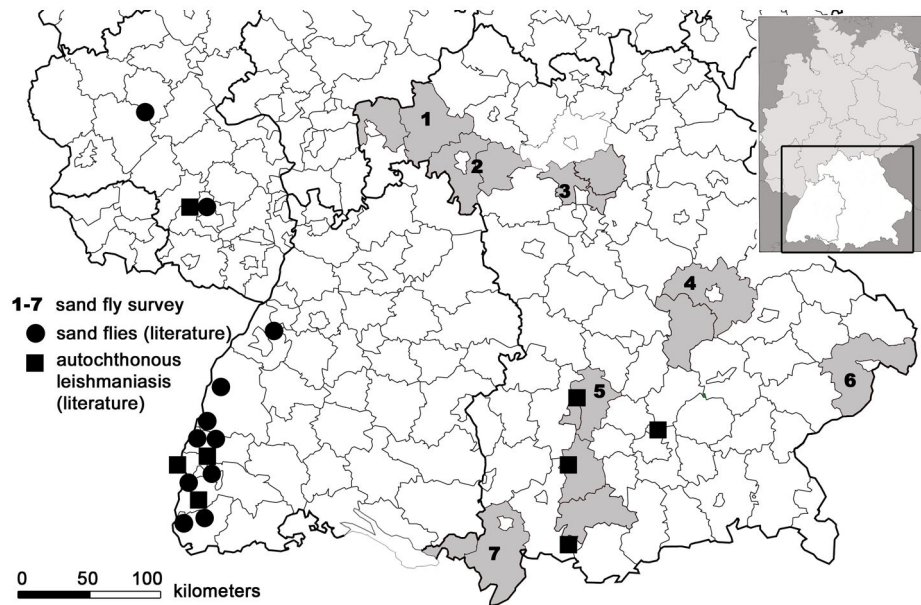 1
2
3
4
1-7 sand fly survey
sand flies (literature)
autochthonous
leishmaniasis
(literature)
5
6
7
0 50 100
kilometers